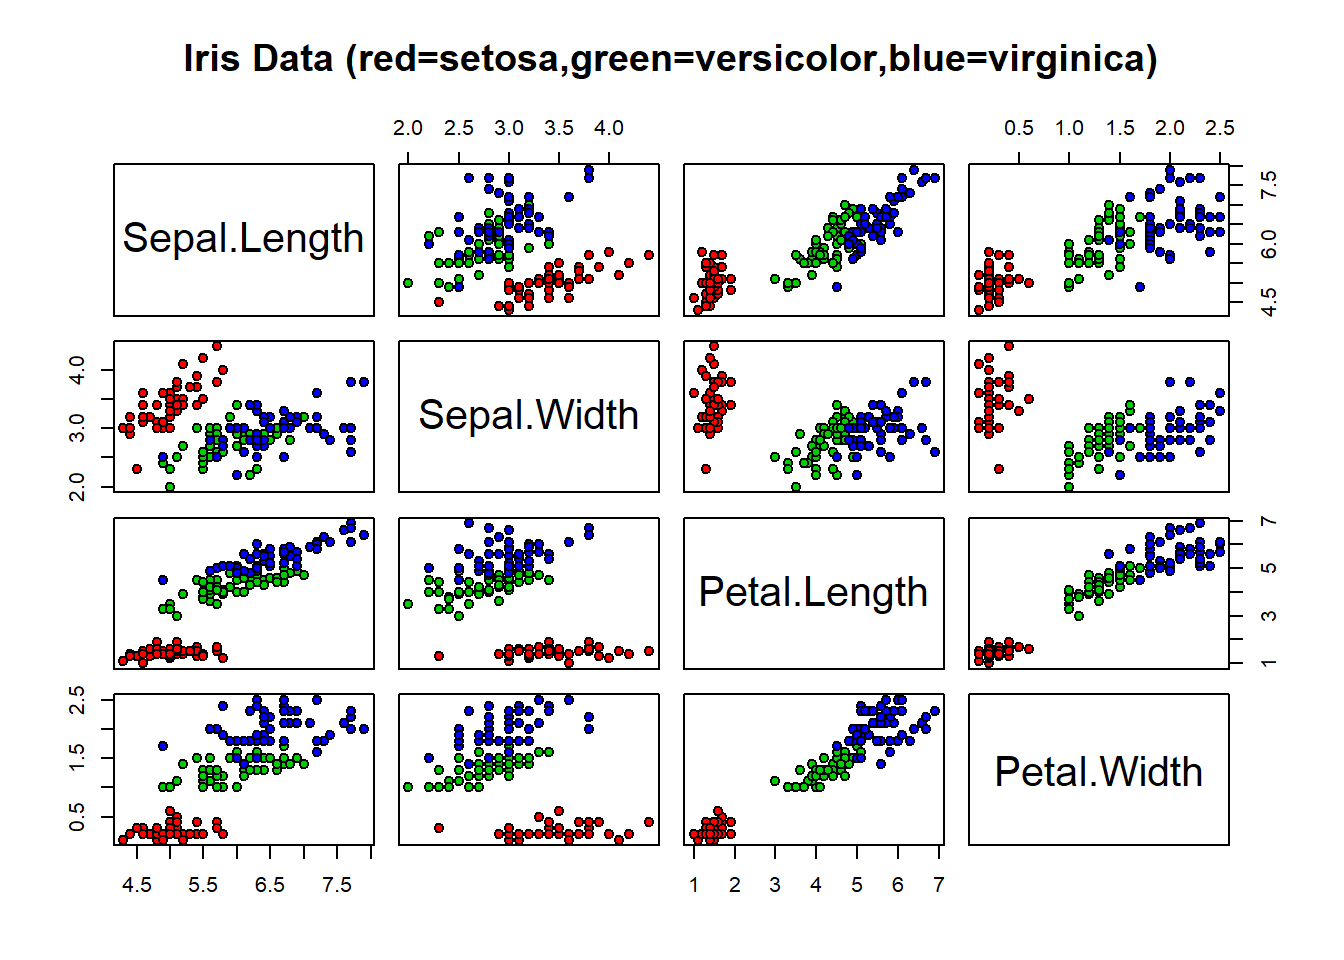 Iris Data (red=setosa,green=versicolor,blue=virginica)
2.0 2.5 3.0 3.5 4.0
0.5 1.0 1.5 2.0 2.5
Sepal.Length
4.5 6.0 7.5
2.0 3.0 4.0
Sepal.Width
Petal.Length
1 3 5 7
0.5 1.5 2.5
Petal.Width
4.5 5.5 6.5 7.5
1 2 3 4 5 6 7